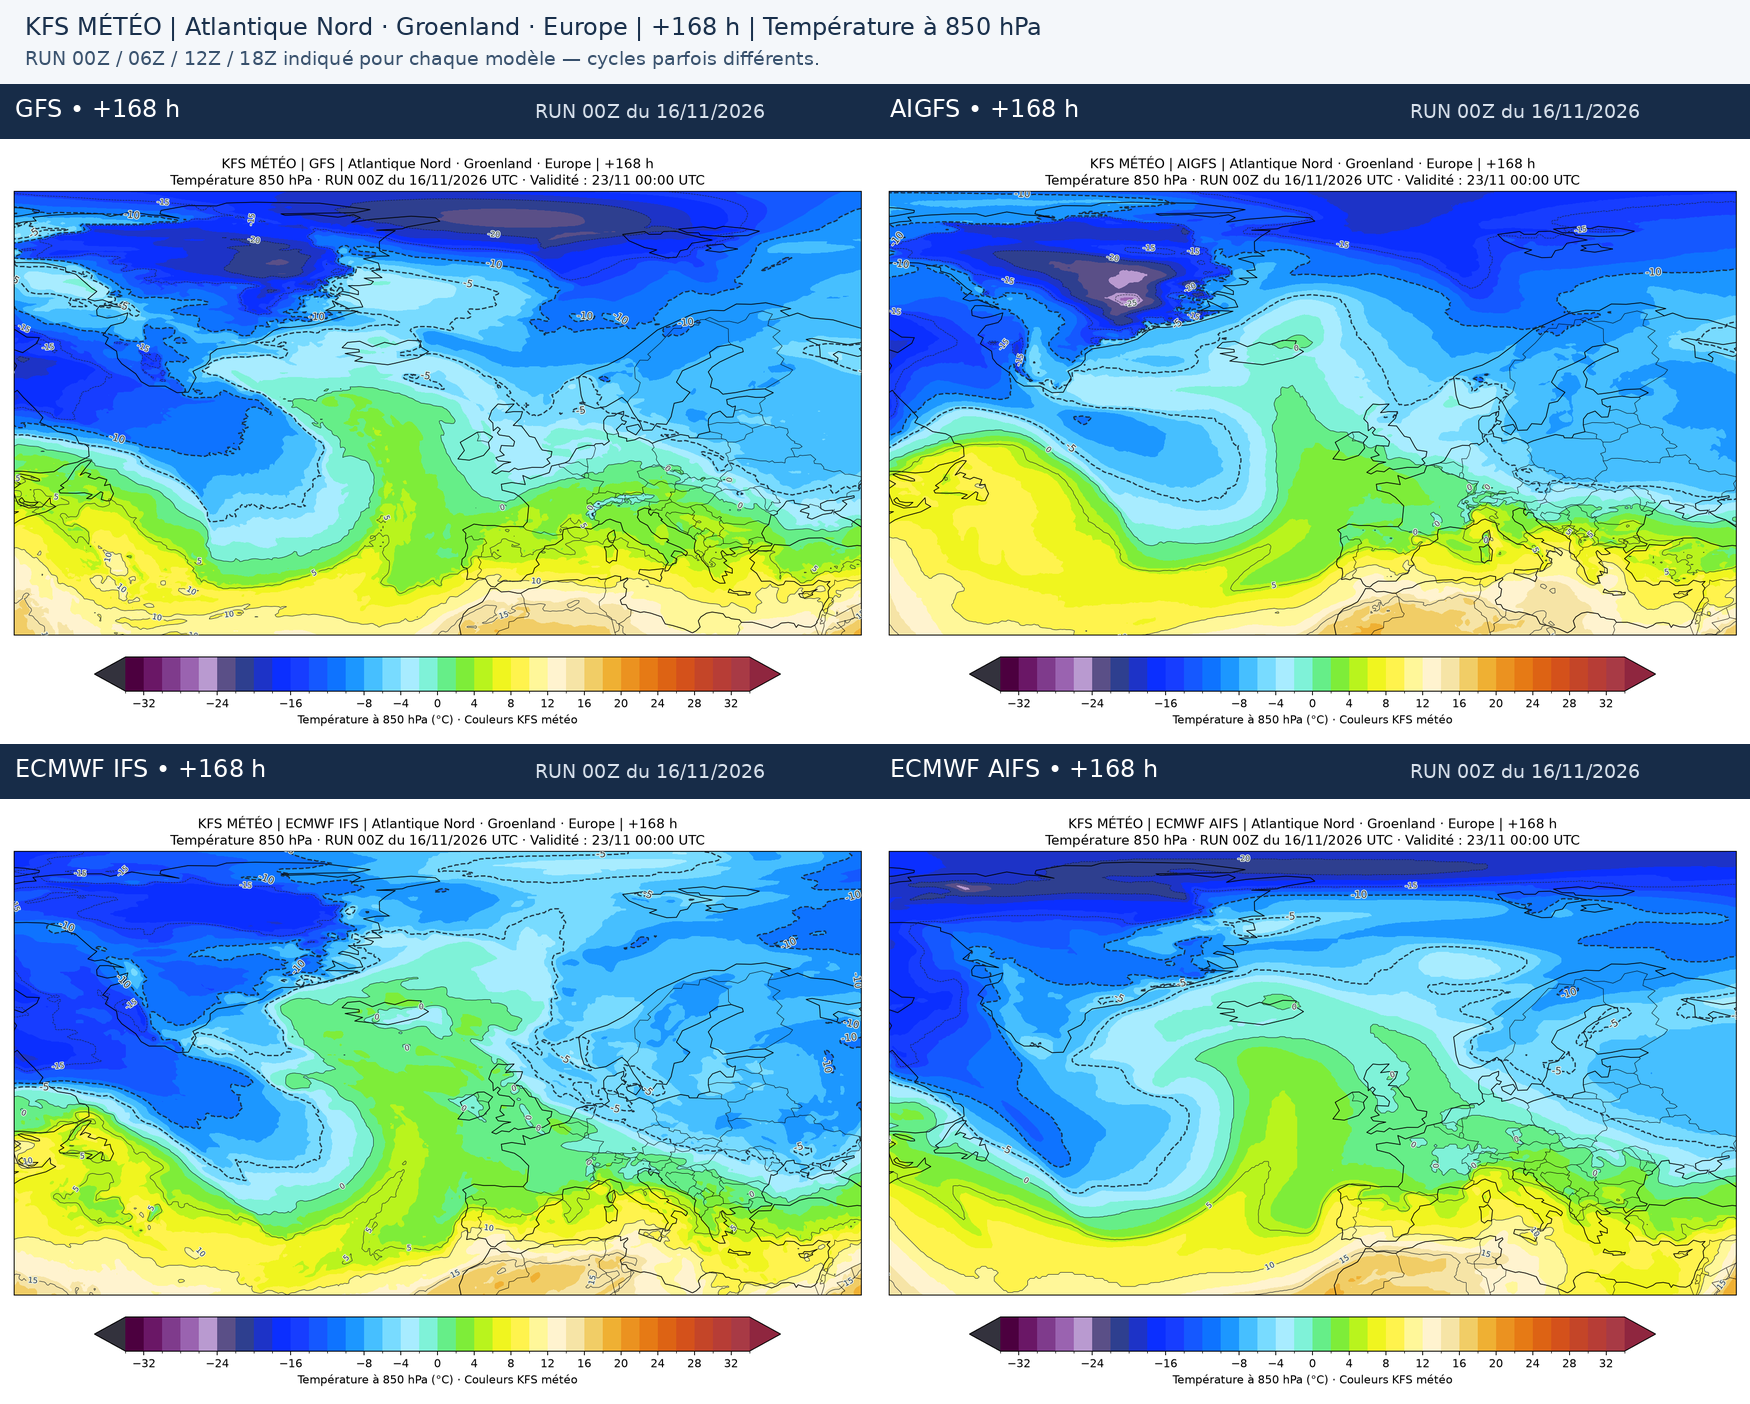 KFS MÉTÉO | Atlantique Nord · Groenland · Europe | +168 h | Température à 850 hPa
RUN 00Z / 06Z / 12Z / 18Z indiqué pour chaque modèle — cycles parfois différents.
GFS • +168 h
RUN 00Z du 16/11/2026
KFS MÉTÉO | GFS | Atlantique Nord · Groenland · Europe | +168 h
Température 850 hPa · RUN 00Z du 16/11/2026 UTC · Validité : 23/11 00:00 UTC
−32 −24 −16 −8 −4 0 4 8 12 16 20 24 28 32
Température à 850 hPa (°C) · Couleurs KFS météo
AIGFS • +168 h
RUN 00Z du 16/11/2026
KFS MÉTÉO | AIGFS | Atlantique Nord · Groenland · Europe | +168 h
Température 850 hPa · RUN 00Z du 16/11/2026 UTC · Validité : 23/11 00:00 UTC
−32 −24 −16 −8 −4 0 4 8 12 16 20 24 28 32
Température à 850 hPa (°C) · Couleurs KFS météo
ECMWF IFS • +168 h
RUN 00Z du 16/11/2026
KFS MÉTÉO | ECMWF IFS | Atlantique Nord · Groenland · Europe | +168 h
Température 850 hPa · RUN 00Z du 16/11/2026 UTC · Validité : 23/11 00:00 UTC
−32 −24 −16 −8 −4 0 4 8 12 16 20 24 28 32
Température à 850 hPa (°C) · Couleurs KFS météo
ECMWF AIFS • +168 h
RUN 00Z du 16/11/2026
KFS MÉTÉO | ECMWF AIFS | Atlantique Nord · Groenland · Europe | +168 h
Température 850 hPa · RUN 00Z du 16/11/2026 UTC · Validité : 23/11 00:00 UTC
−32 −24 −16 −8 −4 0 4 8 12 16 20 24 28 32
Température à 850 hPa (°C) · Couleurs KFS météo